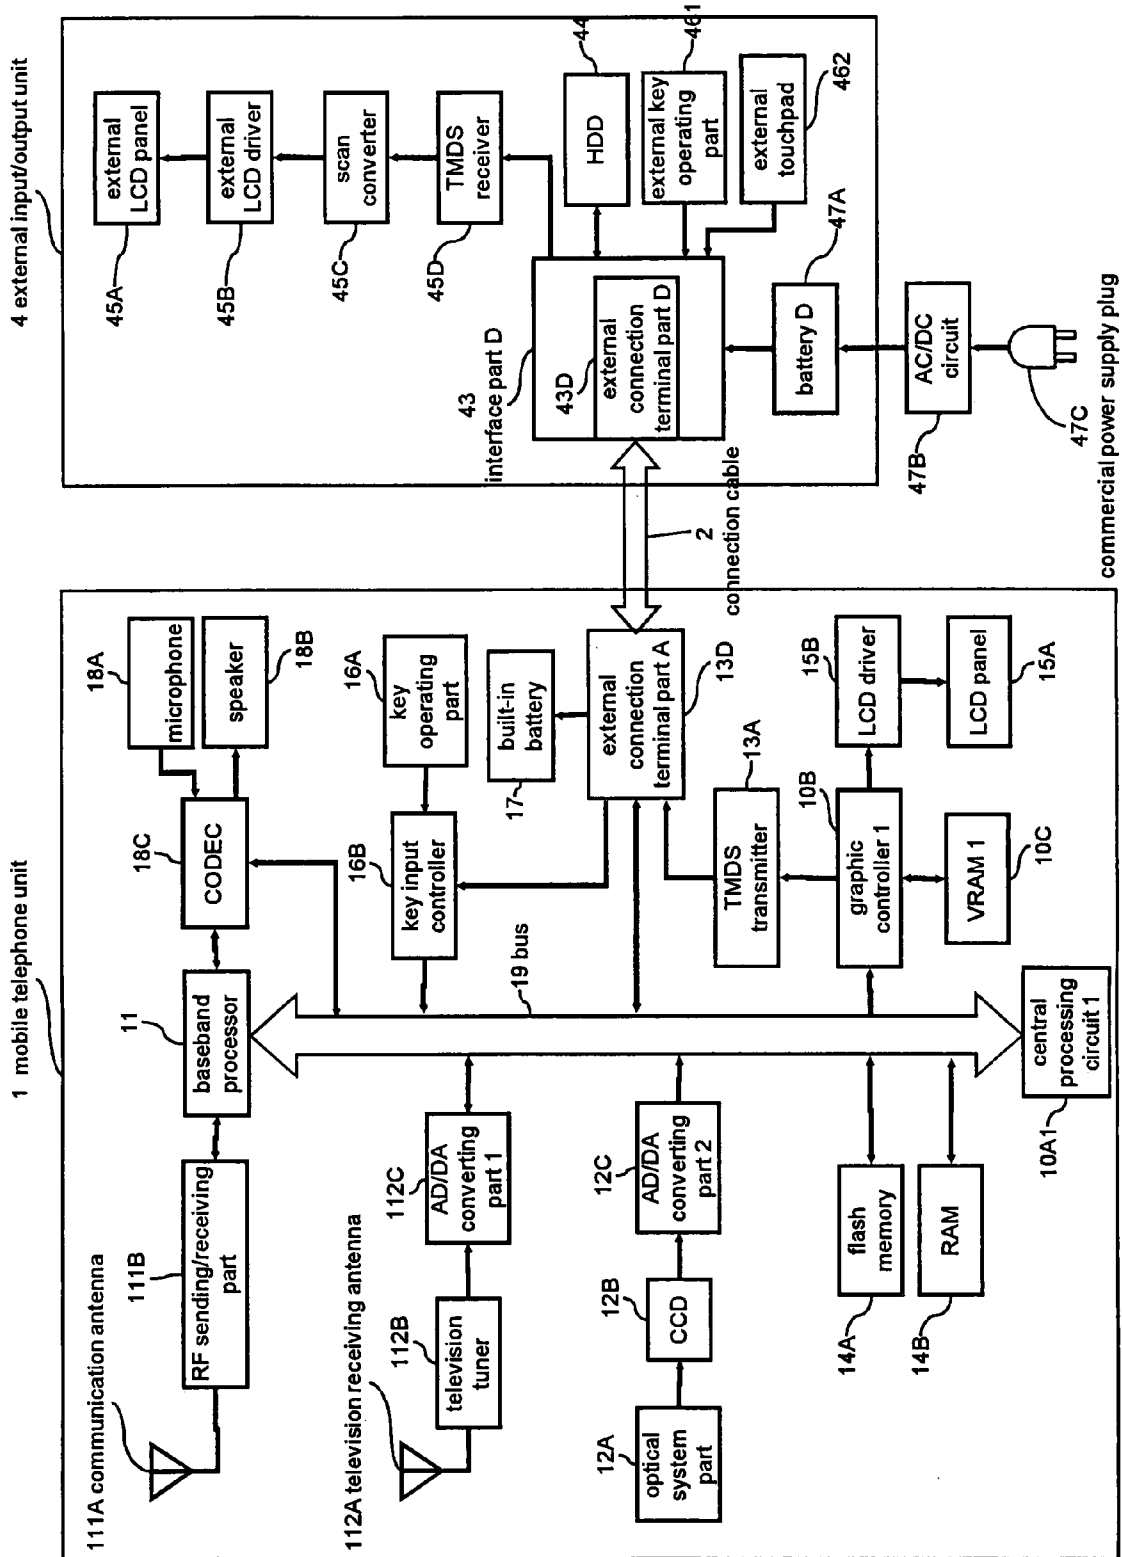 1 mobile telephone unit
111A communication antenna
111B
RF sending/receiving
part
11
baseband
processor
18C
CODEC
18A
microphone
speaker
18B
112A television receiving antenna
112B
television
tuner
112C
AD/DA
converting
part 1
16B
key input
controller
16A
key
operating
part
12A
optical
system
part
12B
CCD
12C
AD/DA
converting
part 2
19 bus
17
built-in
battery
external
connection
terminal part A
13D
TMDS
transmitter
13A
14A
flash
memory
14B
RAM
10A1
central
processing
circuit 1
10B
graphic
controller 1
VRAM 1
10C
15B
LCD driver
LCD panel
15A
2
connection cable
4 external input/output unit
45A
external
LCD panel
45B
external
LCD driver
45C
scan
converter
45D
TMDS
receiver
43
interface part D
43D
external
connection
terminal part D
HDD
44
external key
operating
part
461
external
touchpad
462
battery D
47A
47B
AC/DC
circuit
47C
commercial power supply plug